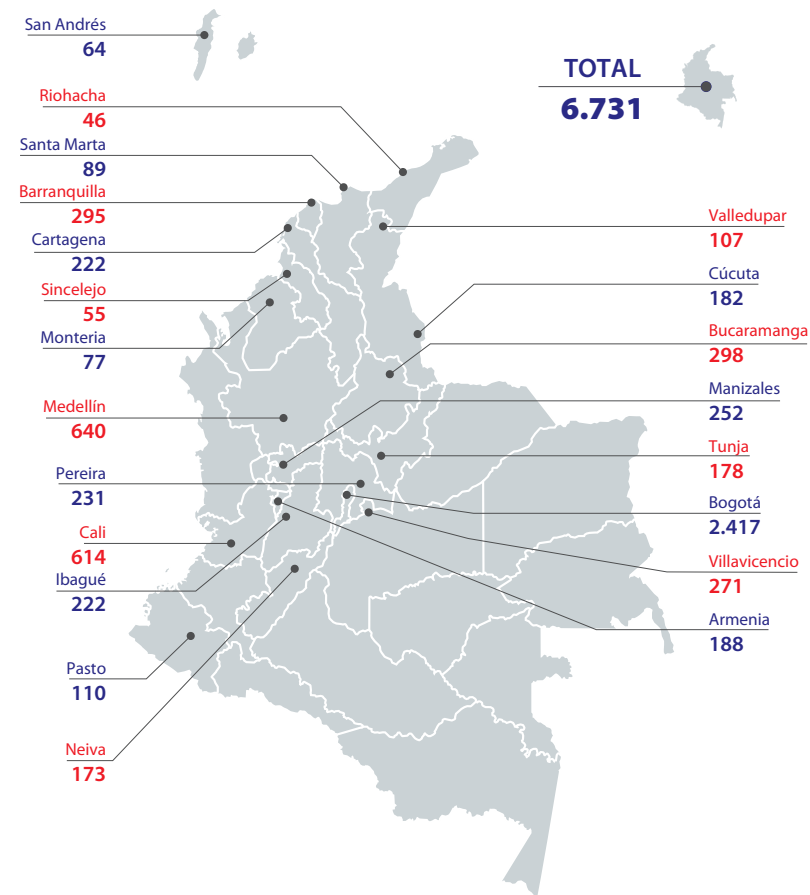 San Andrés
64
TOTAL
6.731
Riohacha
46
Santa Marta
89
Barranquilla
295
Cartagena
222
Sincelejo
55
Monteria
77
Medellín
640
Pereira
231
Cali
614
Ibagué
222
Pasto
110
Neiva
173
Valledupar
107
Cúcuta
182
Bucaramanga
298
Manizales
252
Tunja
178
Bogotá
2.417
Villavicencio
271
Armenia
188